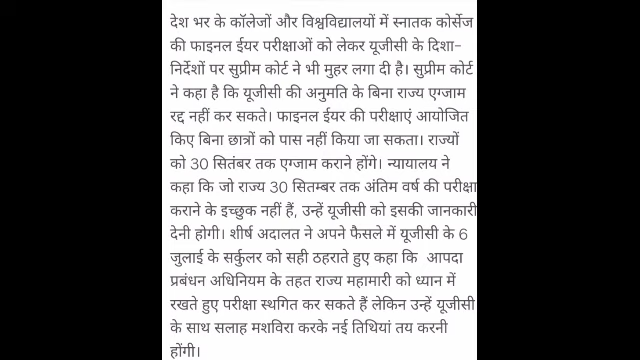 देश भर के कॉलेजों और विश्वविद्यालयों में स्नातक कोर्सेज
की फाइनल ईयर परीक्षाओं को लेकर यूजीसी के दिशा-
निर्देशों पर सुप्रीम कोर्ट ने भी मुहर लगा दी है। सुप्रीम कोर्ट
ने कहा है कि यूजीसी की अनुमति के बिना राज्य एग्जाम
रद्द नहीं कर सकते। फाइनल ईयर की परीक्षाएं आयोजित
किए बिना छात्रों को पास नहीं किया जा सकता। राज्यों
को 30 सितंबर तक एग्जाम कराने होंगे। न्यायालय ने
कहा कि जो राज्य 30 सितम्बर तक अंतिम वर्ष की परीक्षा
कराने के इच्छुक नहीं हैं, उन्हें यूजीसी को इसकी जानकारी
देनी होगी। शीर्ष अदालत ने अपने फैसले में यूजीसी के 6
जुलाई के सर्कुलर को सही ठहराते हुए कहा कि आपदा
प्रबंधन अधिनियम के तहत राज्य महामारी को ध्यान में
रखते हुए परीक्षा स्थगित कर सकते हैं लेकिन उन्हें यूजीसी
के साथ सलाह मशविरा करके नई तिथियां तय करनी
होंगी।